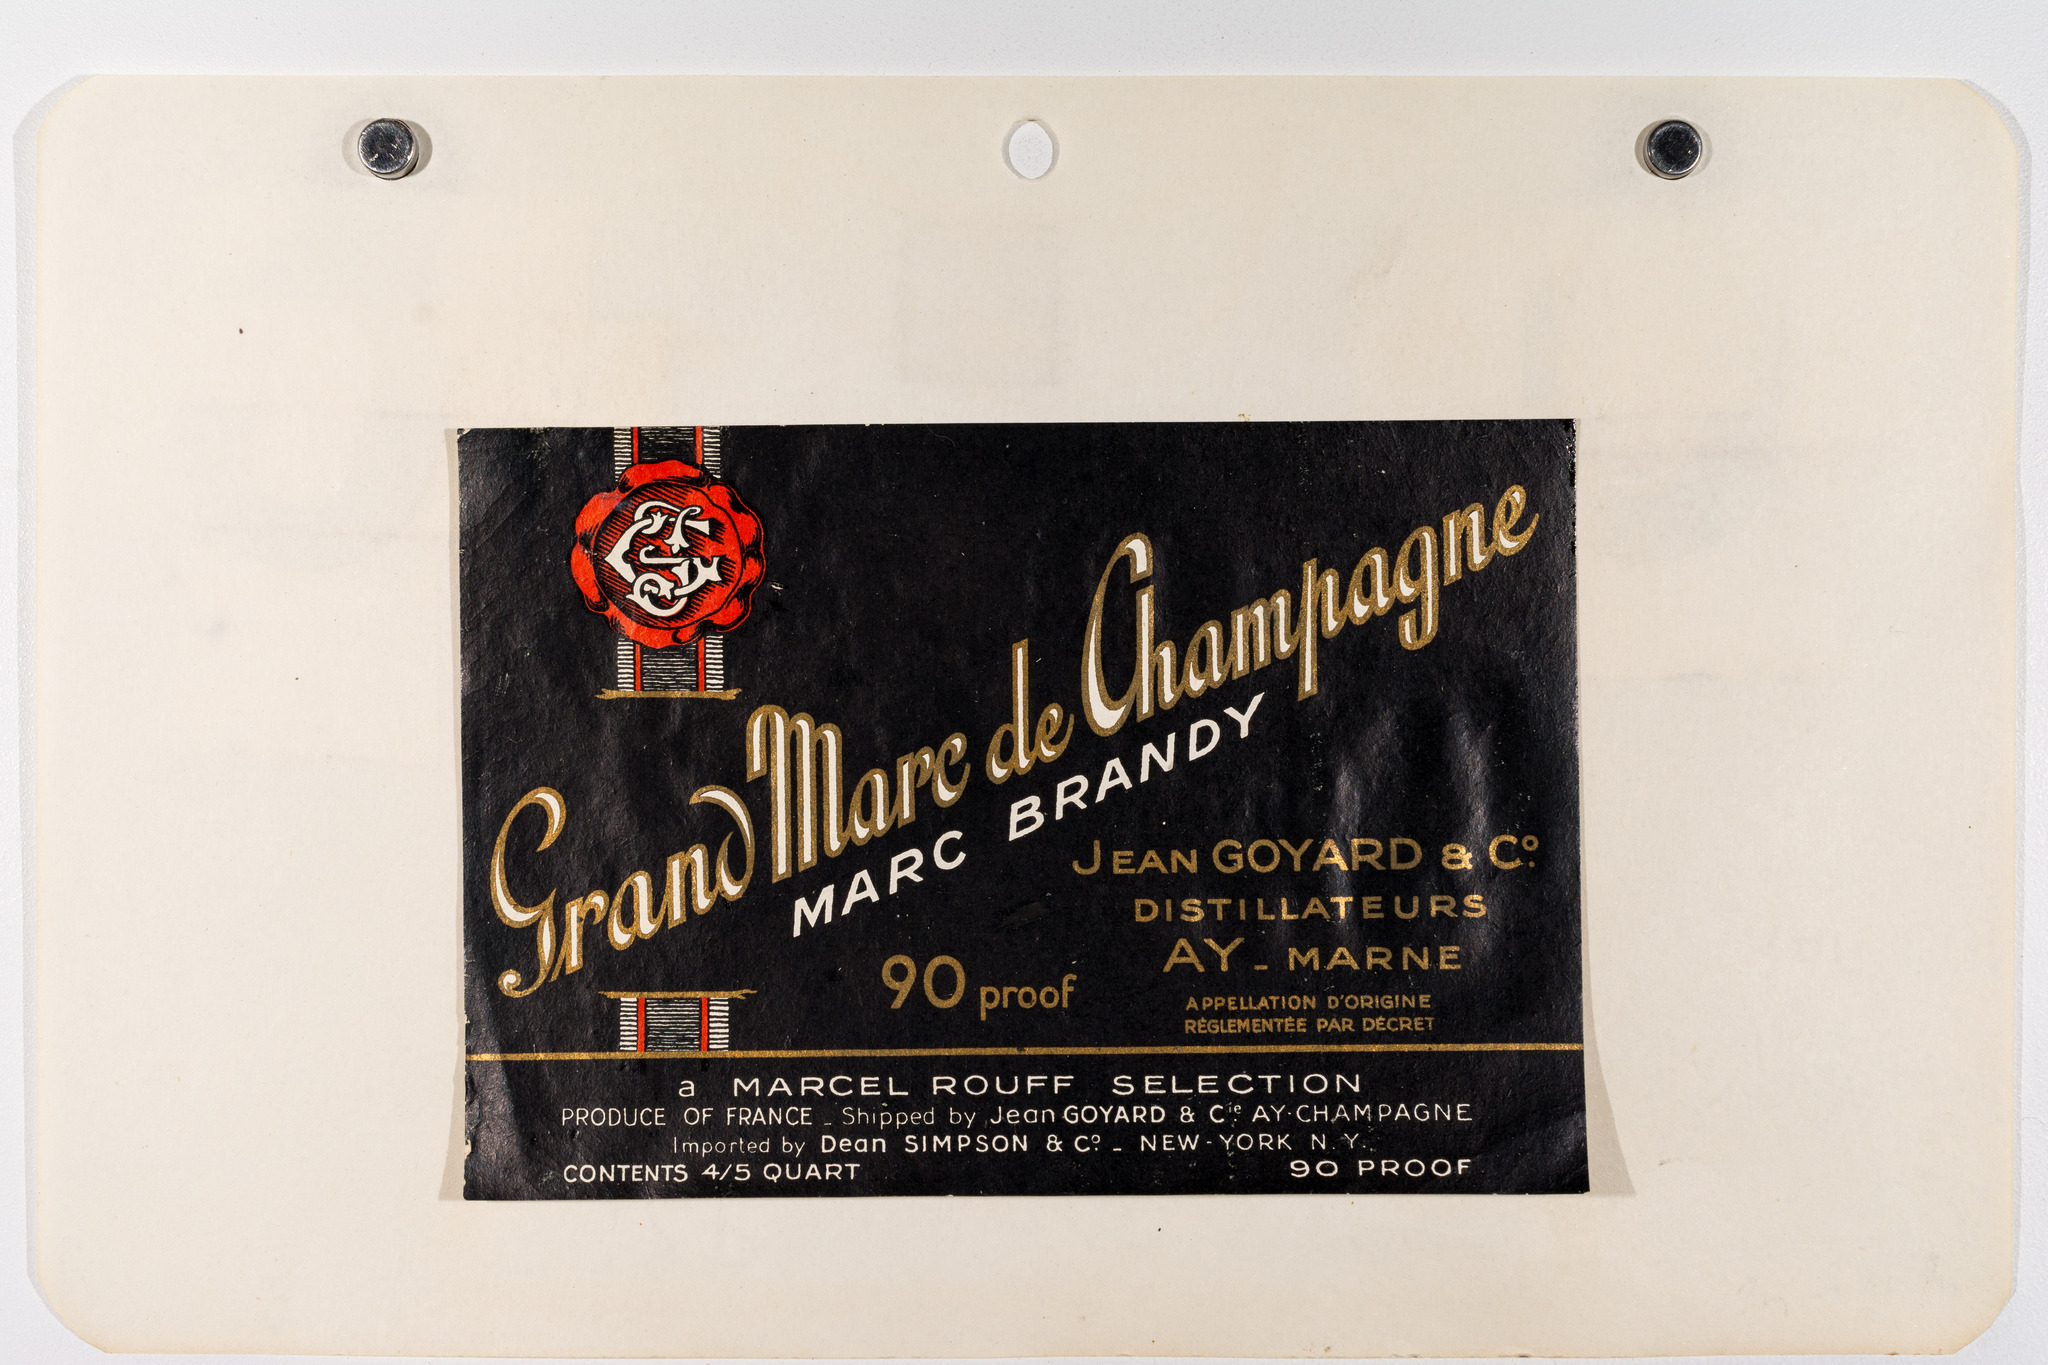 Grand Marc de Champagne
MARC BRANDY
JEAN GOYARD & Cº
DISTILLATEURS
AY - MARNE
90 proof
APPELLATION D'ORIGINE
RÉGLEMENTÉE PAR DÉCRET
a MARCEL ROUFF SELECTION
PRODUCE OF FRANCE - Shipped by Jean GOYARD & Cie AY-CHAMPAGNE
Imported by Dean SIMPSON & Cº - NEW-YORK N.Y.
CONTENTS 4/5 QUART 90 PROOF